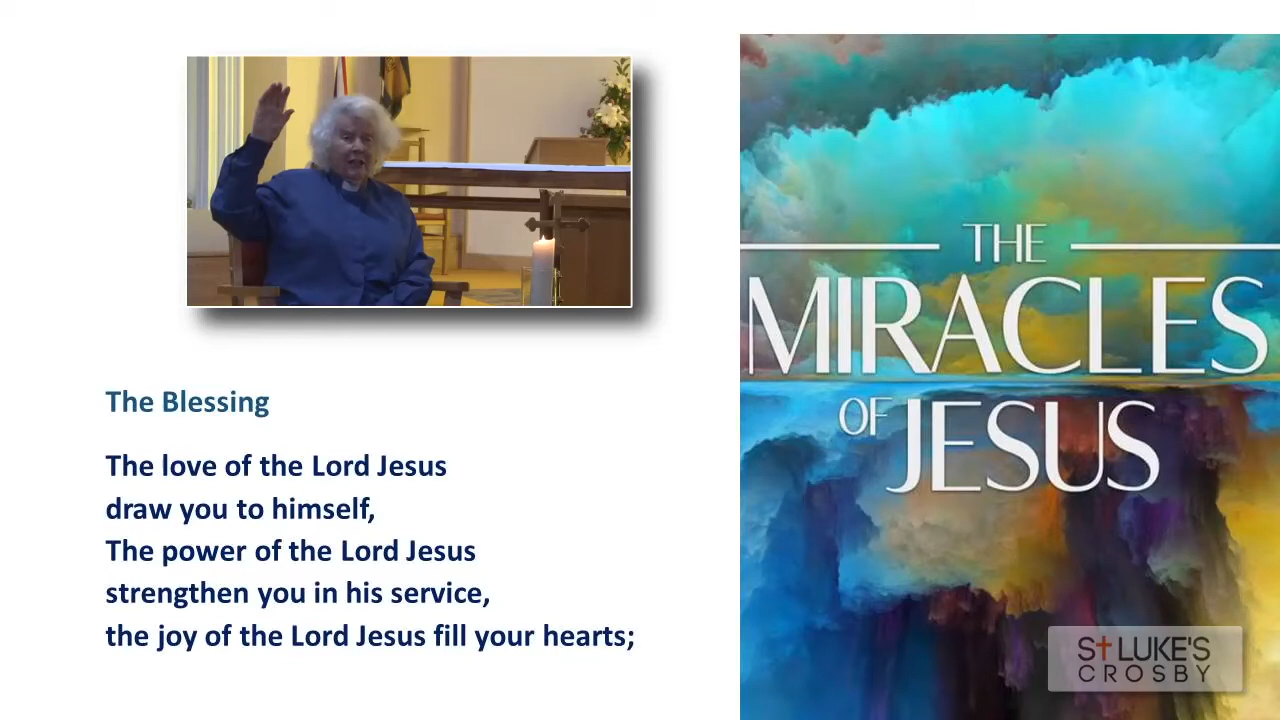 The Blessing
The love of the Lord Jesus
draw you to himself,
The power of the Lord Jesus
strengthen you in his service,
the joy of the Lord Jesus fill your hearts;
THE
MIRACLES
OF JESUS
ST LUKE'S
CROSBY